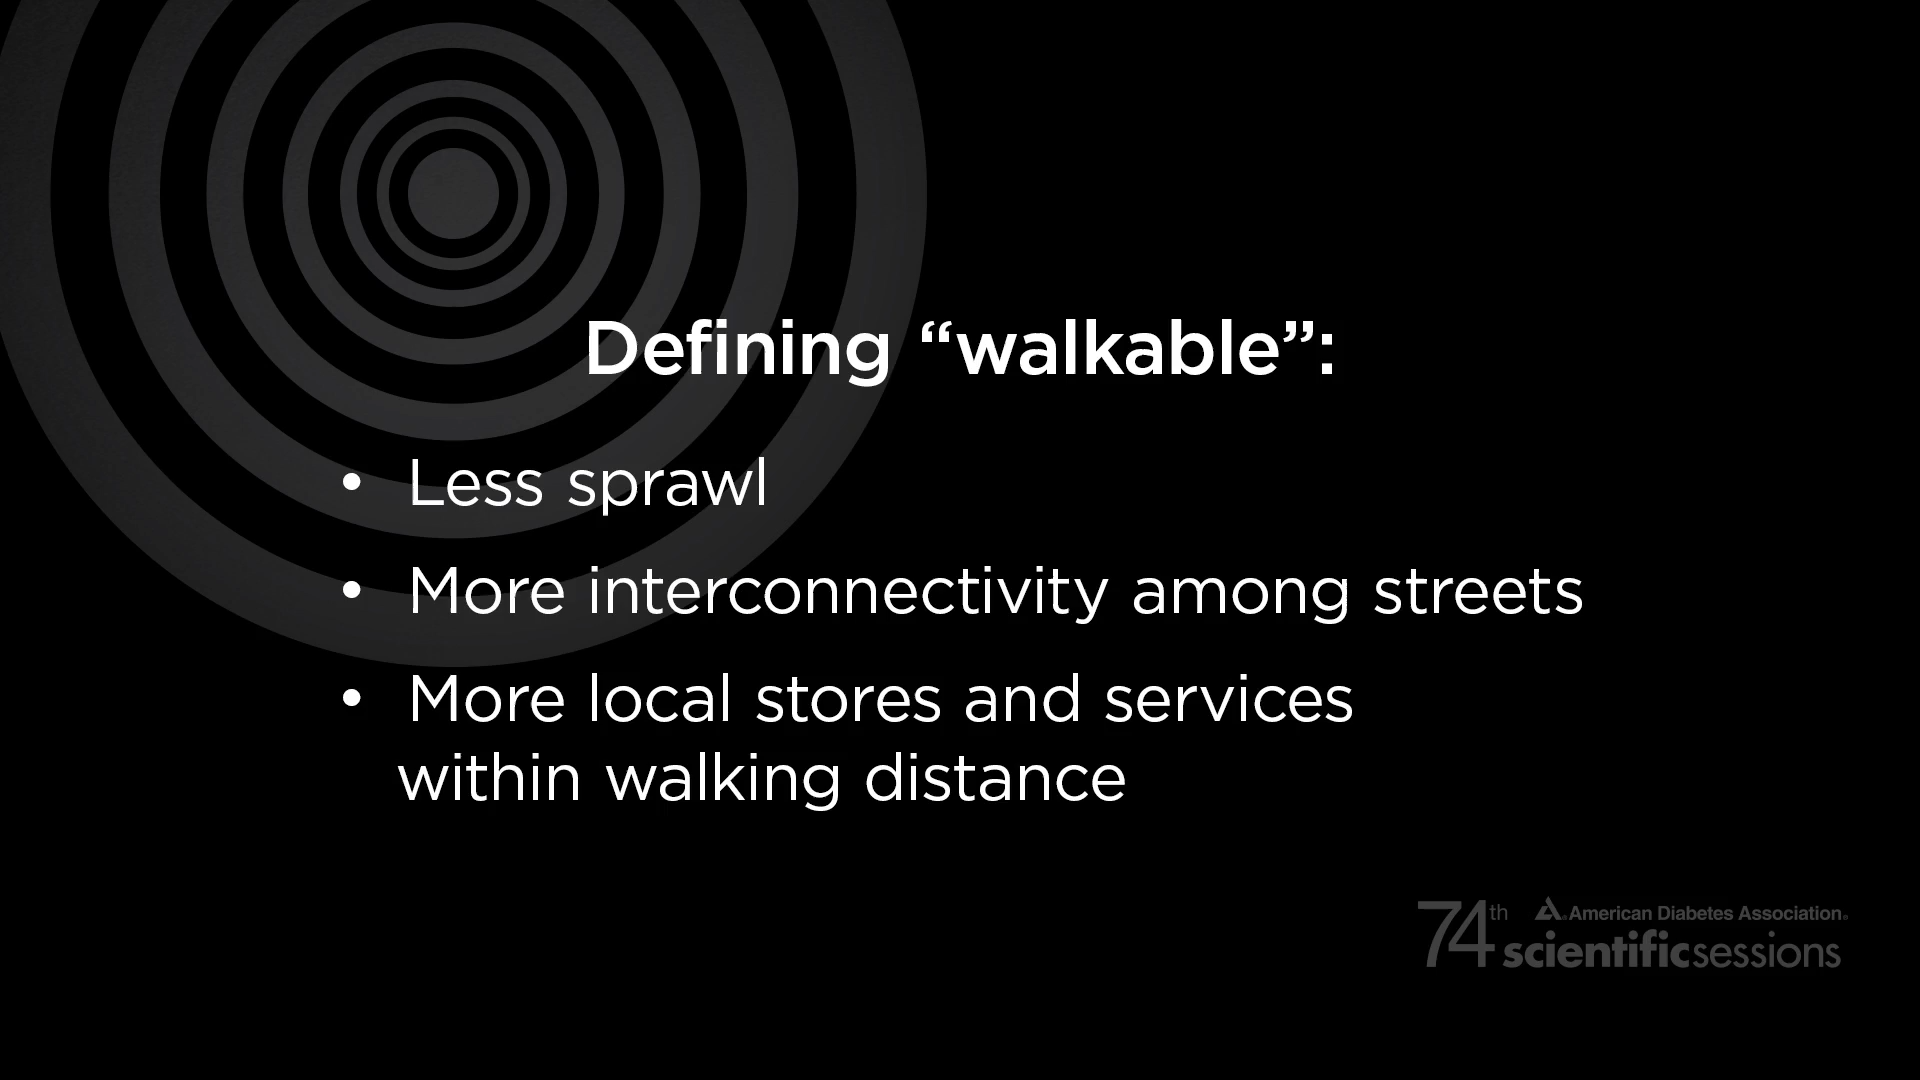 Defining “walkable”:
• Less sprawl
• More interconnectivity among streets
• More local stores and services
within walking distance
74th American Diabetes Association®
scientificsessions